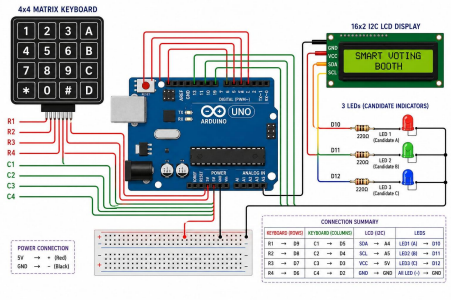 4x4 MATRIX KEYBOARD
1 2 3 A
4 5 6 B
7 8 9 C
* 0 # D
R1
R2
R3
R4
C1
C2
C3
C4
POWER CONNECTION
5V → + (Red)
GND → – (Black)
DIGITAL (PWM~)
TX
RX
ARDUINO
UNO
POWER
ANALOG IN
16x2 I2C LCD DISPLAY
GND
VCC
SDA
SCL
SMART VOTING
BOOTH
3 LEDs (CANDIDATE INDICATORS)
D10
220Ω
LED 1
(Candidate A)
D11
220Ω
LED 2
(Candidate B)
D12
220Ω
LED 3
(Candidate C)
CONNECTION SUMMARY
KEYBOARD (ROWS) KEYBOARD (COLUMNS) LCD (I2C) LEDS
R1 → D9 C1 → D5 SDA → A4 LED1 (A) → D10
R2 → D8 C2 → D4 SCL → A5 LED2 (B) → D11
R3 → D7 C3 → D3 VCC → 5V LED3 (C) → D12
R4 → D6 C4 → D2 GND → GND All LED (–) → GND